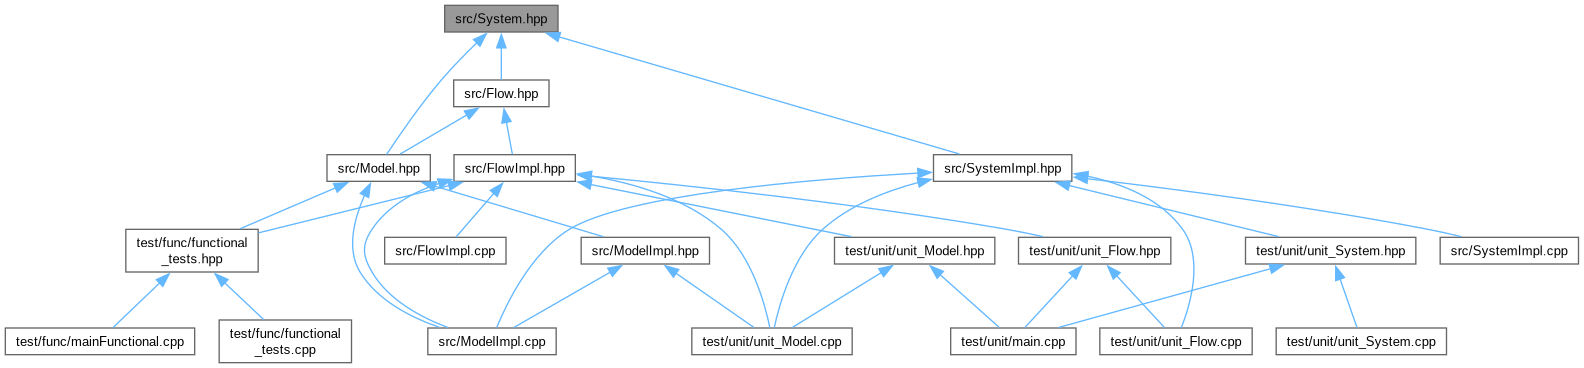 src/System.hpp
src/Flow.hpp
src/Model.hpp
src/FlowImpl.hpp
src/SystemImpl.hpp
test/func/functional
_tests.hpp
src/FlowImpl.cpp
src/ModelImpl.hpp
test/unit/unit_Model.hpp
test/unit/unit_Flow.hpp
test/unit/unit_System.hpp
src/SystemImpl.cpp
test/func/mainFunctional.cpp
test/func/functional
_tests.cpp
src/ModelImpl.cpp
test/unit/unit_Model.cpp
test/unit/main.cpp
test/unit/unit_Flow.cpp
test/unit/unit_System.cpp